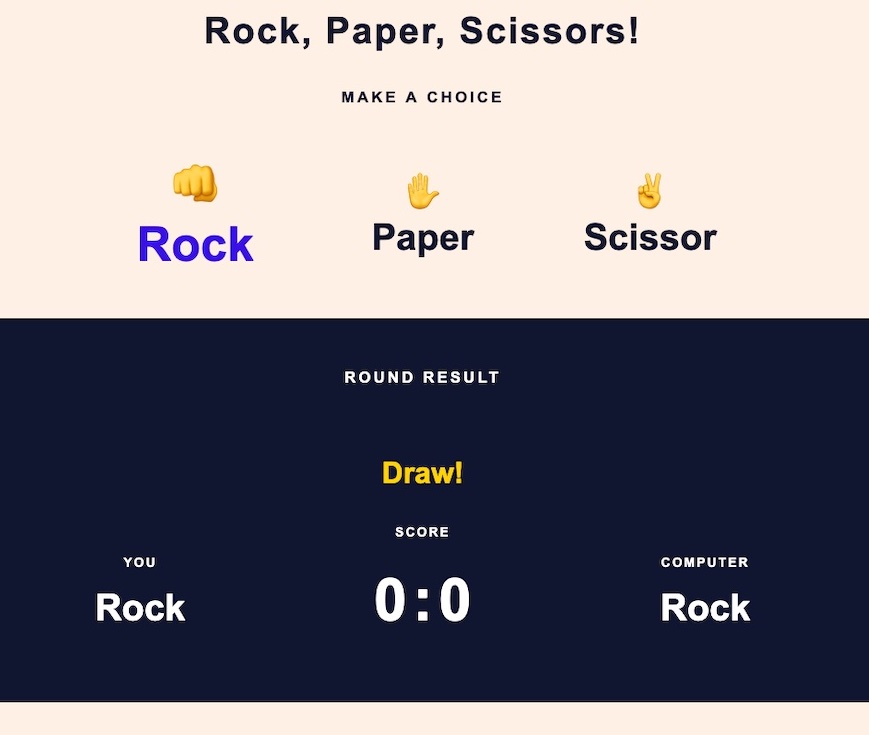 Rock, Paper, Scissors!
MAKE A CHOICE
Rock
Paper
Scissor
ROUND RESULT
Draw!
SCORE
YOU
COMPUTER
Rock
0:0
Rock